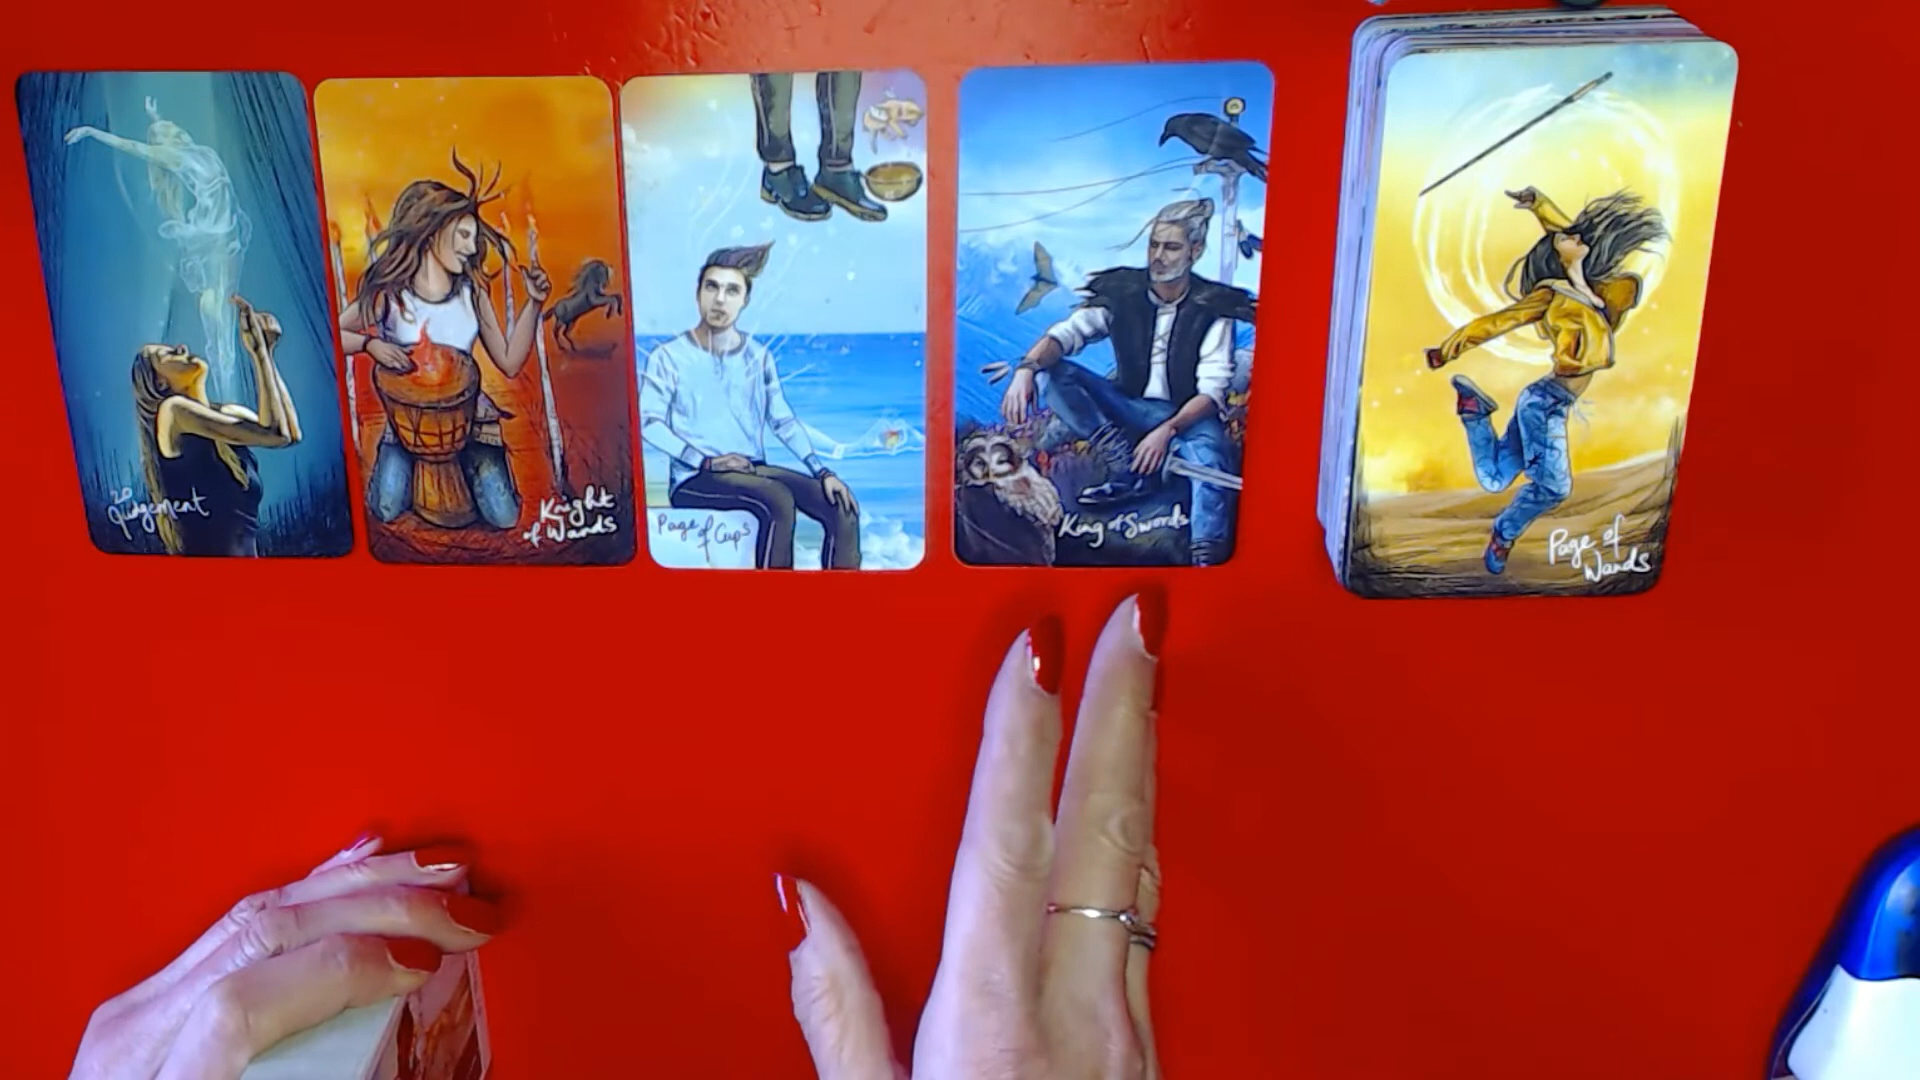 20
Judgement
Knight
of Wands
Page of
Cups
King of Swords
Page of
Wands